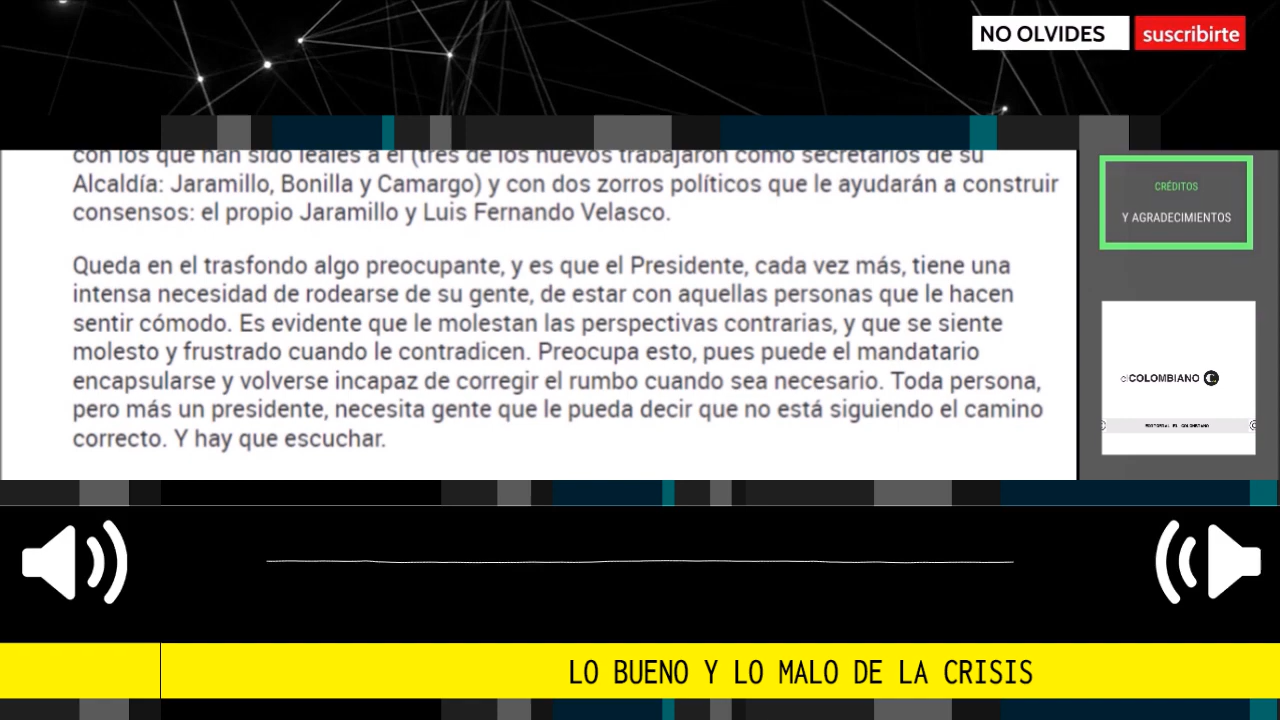 NO OLVIDES suscribirte
con los que han sido leales a él (tres de los nuevos trabajaron como secretarios de su
Alcaldía: Jaramillo, Bonilla y Camargo) y con dos zorros políticos que le ayudarán a construir
consensos: el propio Jaramillo y Luis Fernando Velasco.
Queda en el trasfondo algo preocupante, y es que el Presidente, cada vez más, tiene una
intensa necesidad de rodearse de su gente, de estar con aquellas personas que le hacen
sentir cómodo. Es evidente que le molestan las perspectivas contrarias, y que se siente
molesto y frustrado cuando le contradicen. Preocupa esto, pues puede el mandatario
encapsularse y volverse incapaz de corregir el rumbo cuando sea necesario. Toda persona,
pero más un presidente, necesita gente que le pueda decir que no está siguiendo el camino
correcto. Y hay que escuchar.
CRÉDITOS
Y AGRADECIMIENTOS
elCOLOMBIANO
EDITORIAL EL COLOMBIANO
LO BUENO Y LO MALO DE LA CRISIS